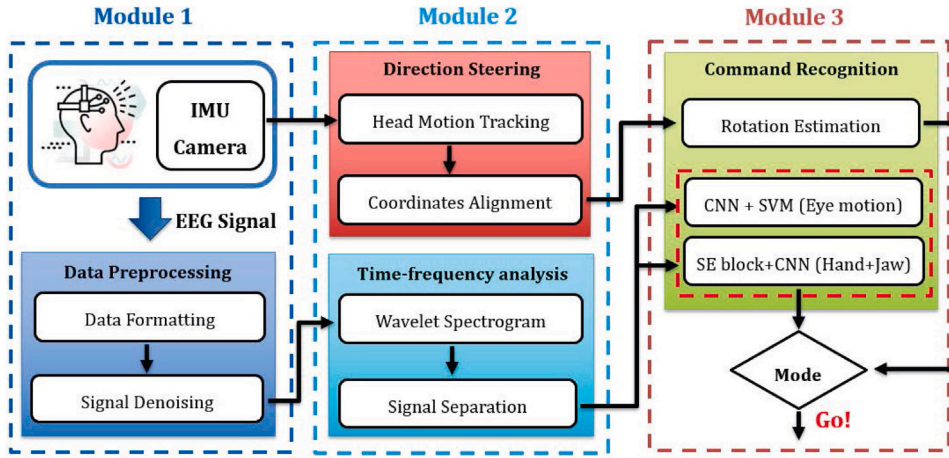 Module 1
Module 2
Module 3
IMU
Camera
EEG Signal
Data Preprocessing
Data Formatting
Signal Denoising
Direction Steering
Head Motion Tracking
Coordinates Alignment
Time-frequency analysis
Wavelet Spectrogram
Signal Separation
Command Recognition
Rotation Estimation
CNN + SVM (Eye motion)
SE block+CNN (Hand+Jaw)
Mode
Go!